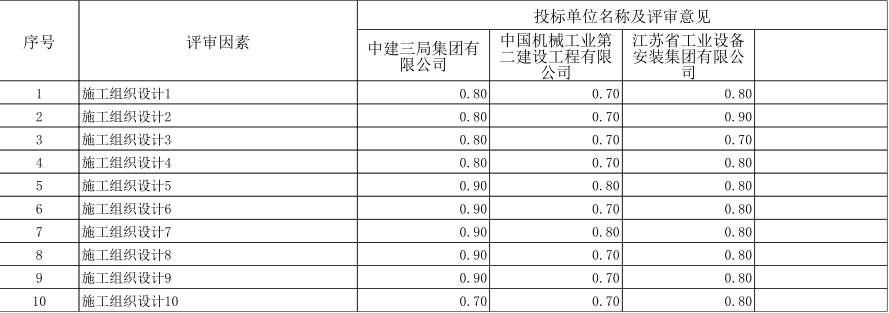 序号 评审因素 投标单位名称及评审意见
中建三局集团有限公司 中国机械工业第二建设工程有限公司 江苏省工业设备安装集团有限公司
1 施工组织设计1 0.80 0.70 0.80
2 施工组织设计2 0.80 0.70 0.90
3 施工组织设计3 0.80 0.70 0.70
4 施工组织设计4 0.80 0.70 0.80
5 施工组织设计5 0.90 0.80 0.80
6 施工组织设计6 0.90 0.70 0.80
7 施工组织设计7 0.90 0.80 0.80
8 施工组织设计8 0.90 0.70 0.80
9 施工组织设计9 0.90 0.70 0.80
10 施工组织设计10 0.70 0.70 0.80